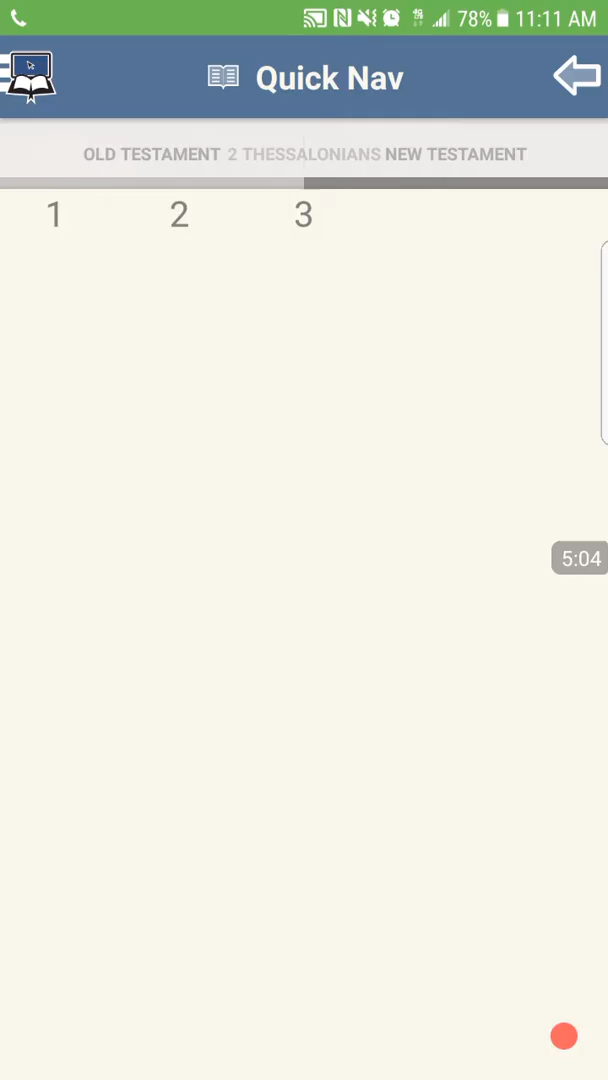 78% 11:11 AM
Quick Nav
OLD TESTAMENT 2 THESSALONIANS NEW TESTAMENT
1 2 3
5:04